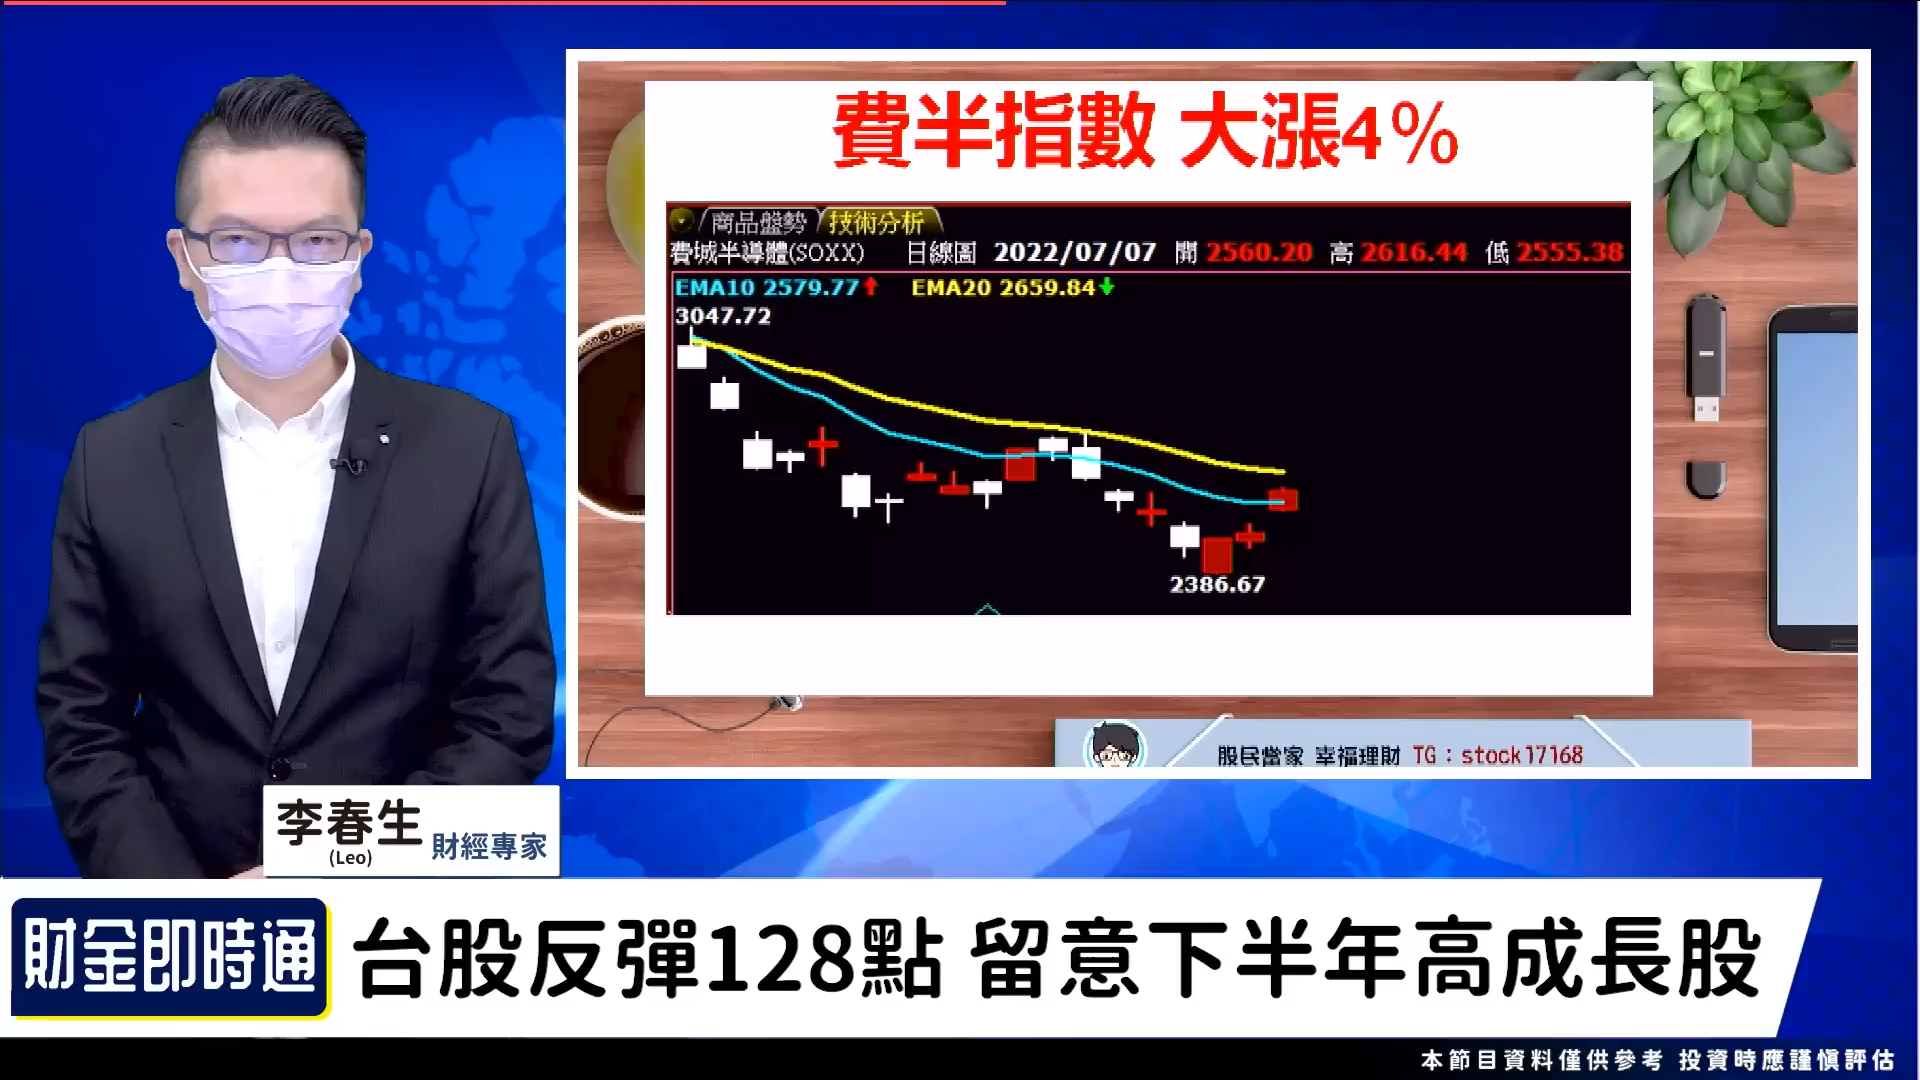 費半指數 大漲4%
商品盤勢 技術分析
費城半導體(SOXX) 日線圖 2022/07/07 開 2560.20 高 2616.44 低 2555.38
EMA10 2579.77 EMA20 2659.84
3047.72
2386.67
股民當家 幸福理財 TG：stock17168
李春生
(Leo) 財經專家
財金即時通 台股反彈128點 留意下半年高成長股
本節目資料僅供參考 投資時應謹慎評估